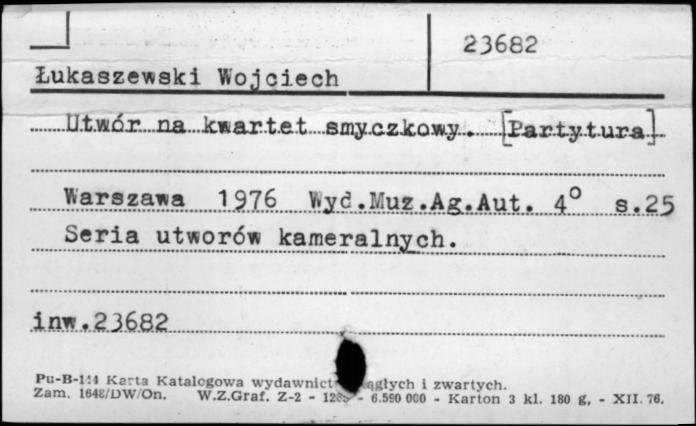 23682
Łukaszewski Wojciech
Utwór na kwartet smyczkowy. [Partytura]
Warszawa 1976 Wyd.Muz.Ag.Aut. 4° s.25
Seria utworów kameralnych.
inw.23682
Pu-B-144 Karta Katalogowa wydawnict ągłych i zwartych.
Zam. 1648/DW/On. W.Z.Graf. Z-2 - 6.590 000 - Karton 3 kl. 180 g, - XII. 76.